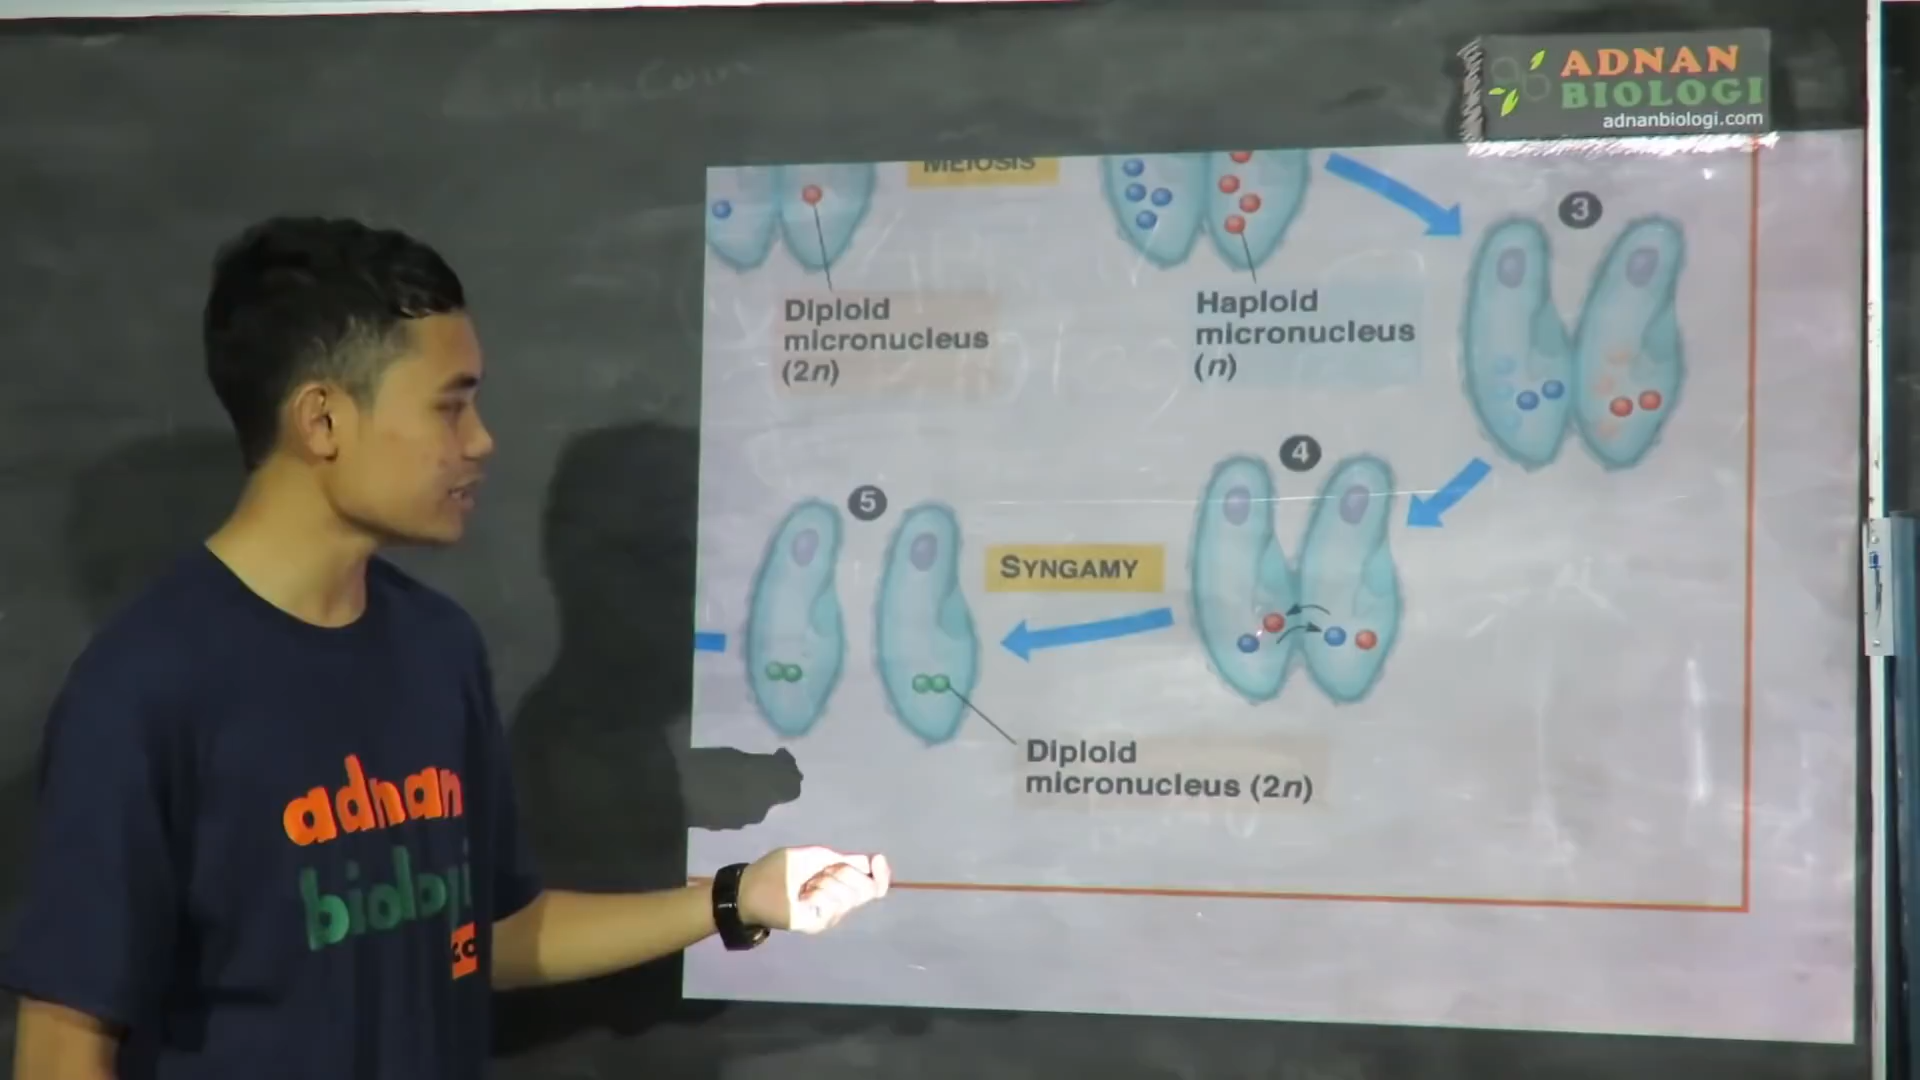 ADNAN
BIOLOGI
adnanbiologi.com
MEIOSIS
3
Diploid
micronucleus
(2n)
Haploid
micronucleus
(n)
4
5
SYNGAMY
Diploid
micronucleus (2n)
adnan
biologi